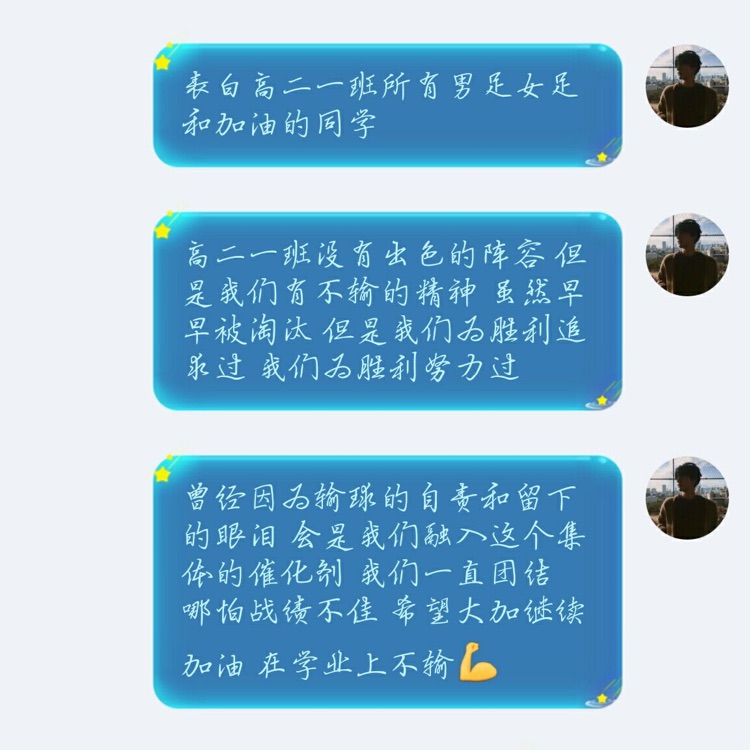 表白高二一班所有男足女足
和加油的同学
高二一班没有出色的阵容 但
是我们有不输的精神 虽然早
早被淘汰 但是我们为胜利追
求过 我们为胜利努力过
曾经因为输球的自责和留下
的眼泪 会是我们融入这个集
体的催化剂 我们一直团结
哪怕战绩不佳 希望大加继续
加油 在学业上不输💪